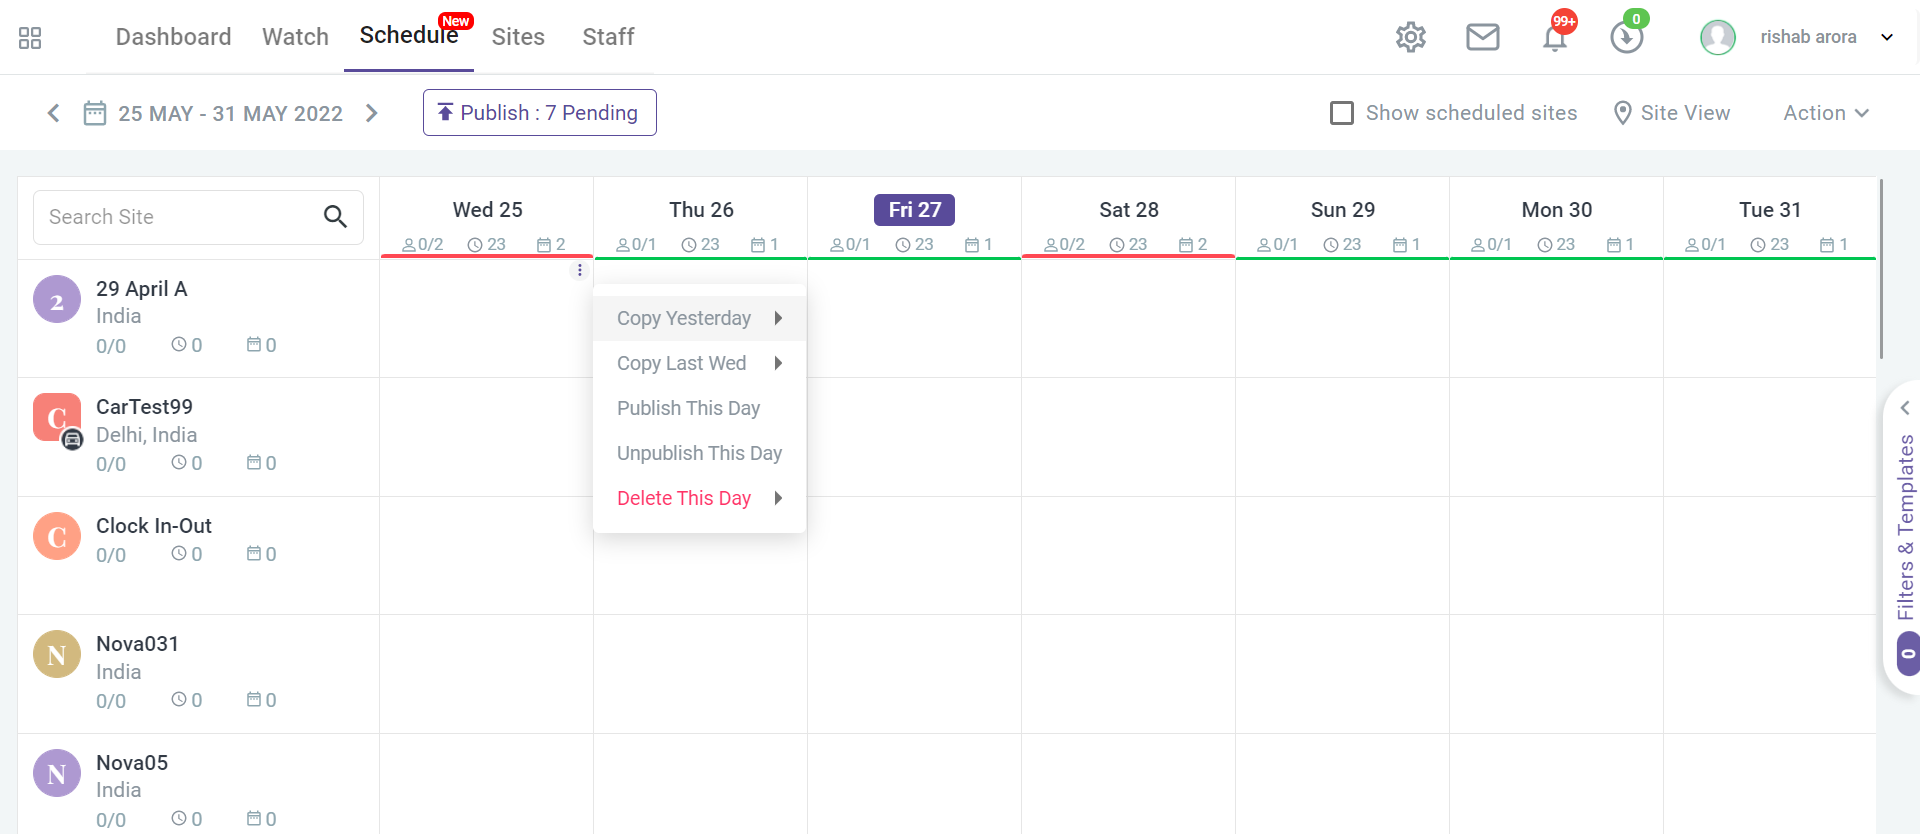 Dashboard Watch Schedule New Sites Staff 99+ 0 rishab arora
25 MAY - 31 MAY 2022 Publish : 7 Pending Show scheduled sites Site View Action
Search Site Wed 25 Thu 26 Fri 27 Sat 28 Sun 29 Mon 30 Tue 31
0/2 23 2 0/1 23 1 0/1 23 1 0/2 23 2 0/1 23 1 0/1 23 1 0/1 23 1
2 29 April A
India
0/0 0 0
C CarTest99
Delhi, India
0/0 0 0
C Clock In-Out
0/0 0 0
N Nova031
India
0/0 0 0
N Nova05
India
0/0 0 0
Copy Yesterday
Copy Last Wed
Publish This Day
Unpublish This Day
Delete This Day
Filters & Templates
0